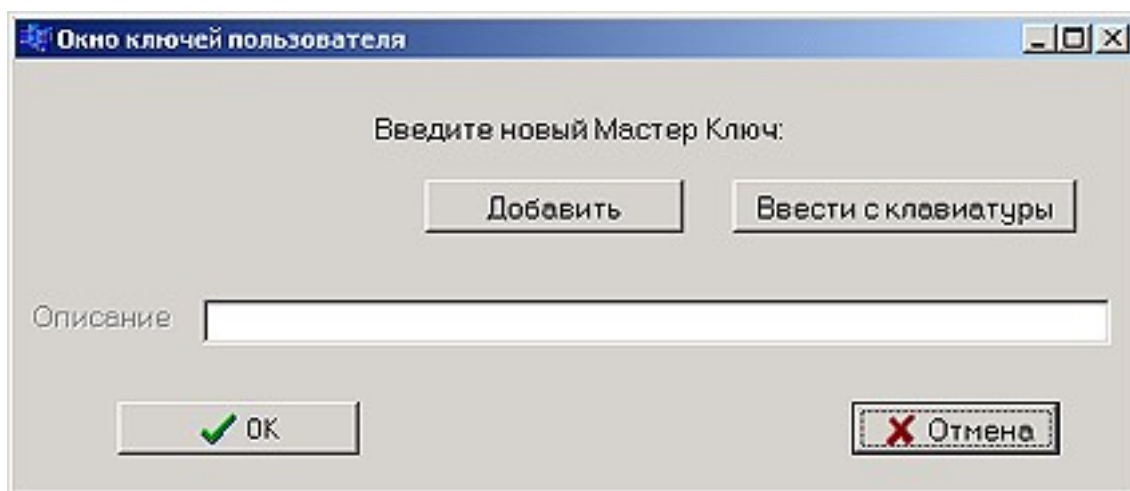 Окно ключей пользователя
Введите новый Мастер Ключ:
Добавить Ввести с клавиатуры
Описание
OK Отмена